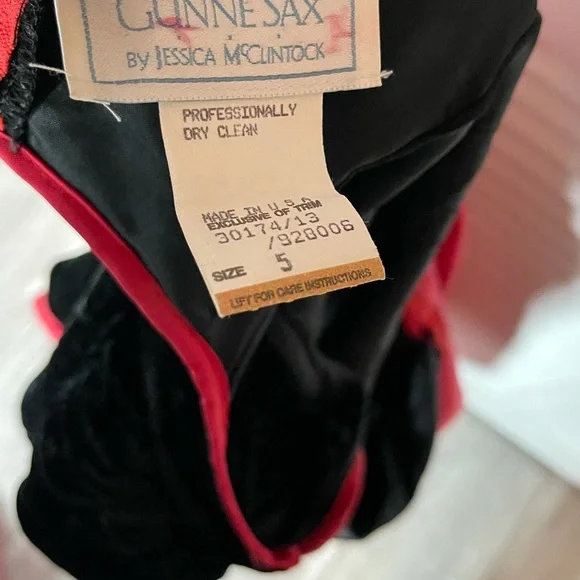 GUNNE SAX
BY JESSICA MCCLINTOCK
PROFESSIONALLY
DRY CLEAN
MADE IN U S A
EXCLUSIVE OF TRIM
30174/13
/928006
SIZE 5
LIFT FOR CARE INSTRUCTIONS